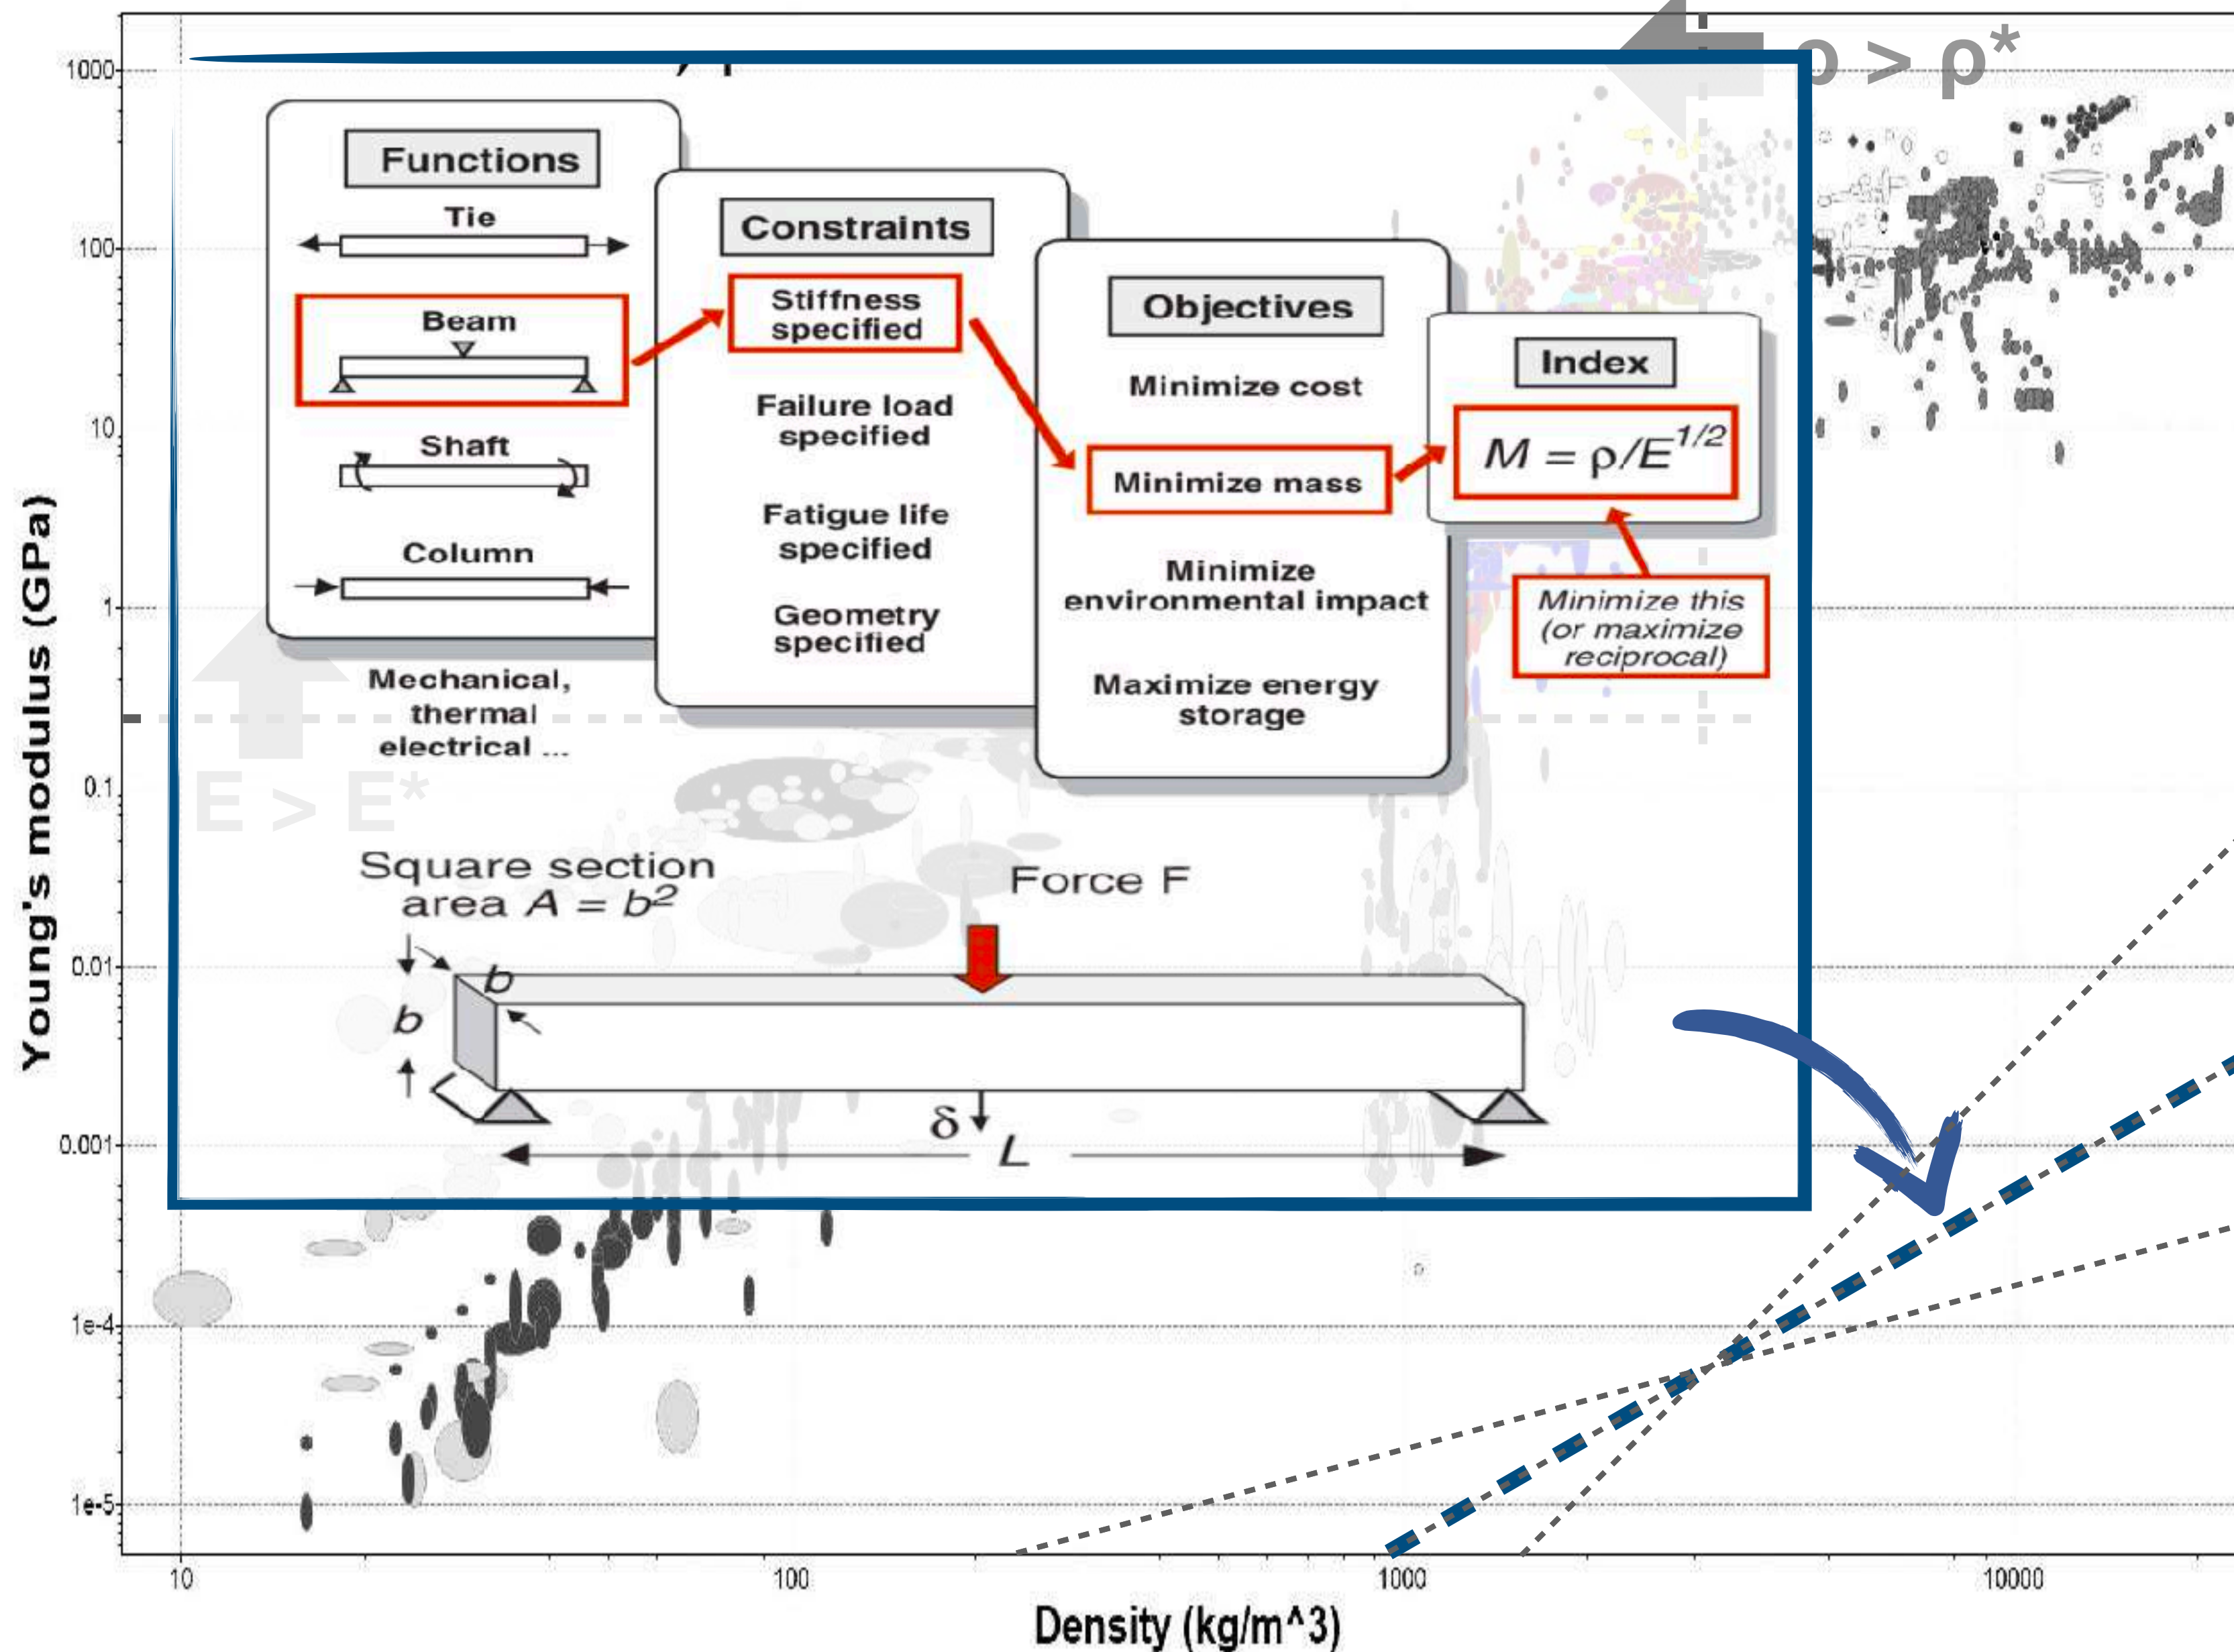 ρ > ρ*
1000
100
10
1
0.1
0.01
0.001
1e-4
1e-5
Young's modulus (GPa)
Functions
Tie
Beam
Shaft
Column
Mechanical,
thermal
electrical ...
E > E*
Constraints
Stiffness
specified
Failure load
specified
Fatigue life
specified
Geometry
specified
Objectives
Minimize cost
Minimize mass
Minimize
environmental impact
Maximize energy
storage
Index
M = ρ/E^1/2
Minimize this
(or maximize
reciprocal)
Square section
area A = b²
Force F
b
b
δ
L
10
100
1000
10000
Density (kg/m^3)